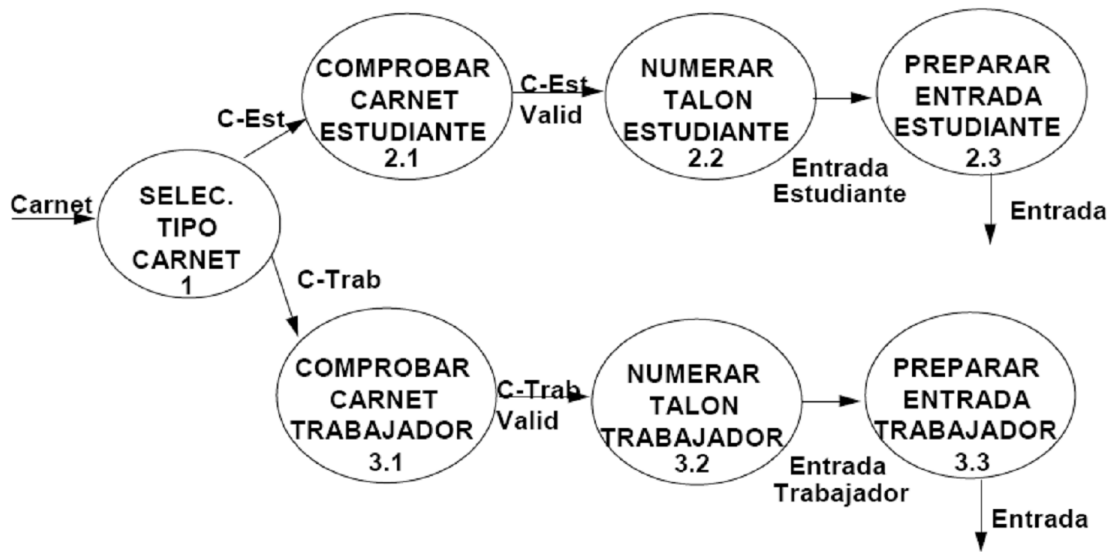 Carnet
SELEC.
TIPO
CARNET
1
C-Est
COMPROBAR
CARNET
ESTUDIANTE
2.1
C-Est
Valid
NUMERAR
TALON
ESTUDIANTE
2.2
Entrada
Estudiante
PREPARAR
ENTRADA
ESTUDIANTE
2.3
Entrada
C-Trab
COMPROBAR
CARNET
TRABAJADOR
3.1
C-Trab
Valid
NUMERAR
TALON
TRABAJADOR
3.2
Entrada
Trabajador
PREPARAR
ENTRADA
TRABAJADOR
3.3
Entrada